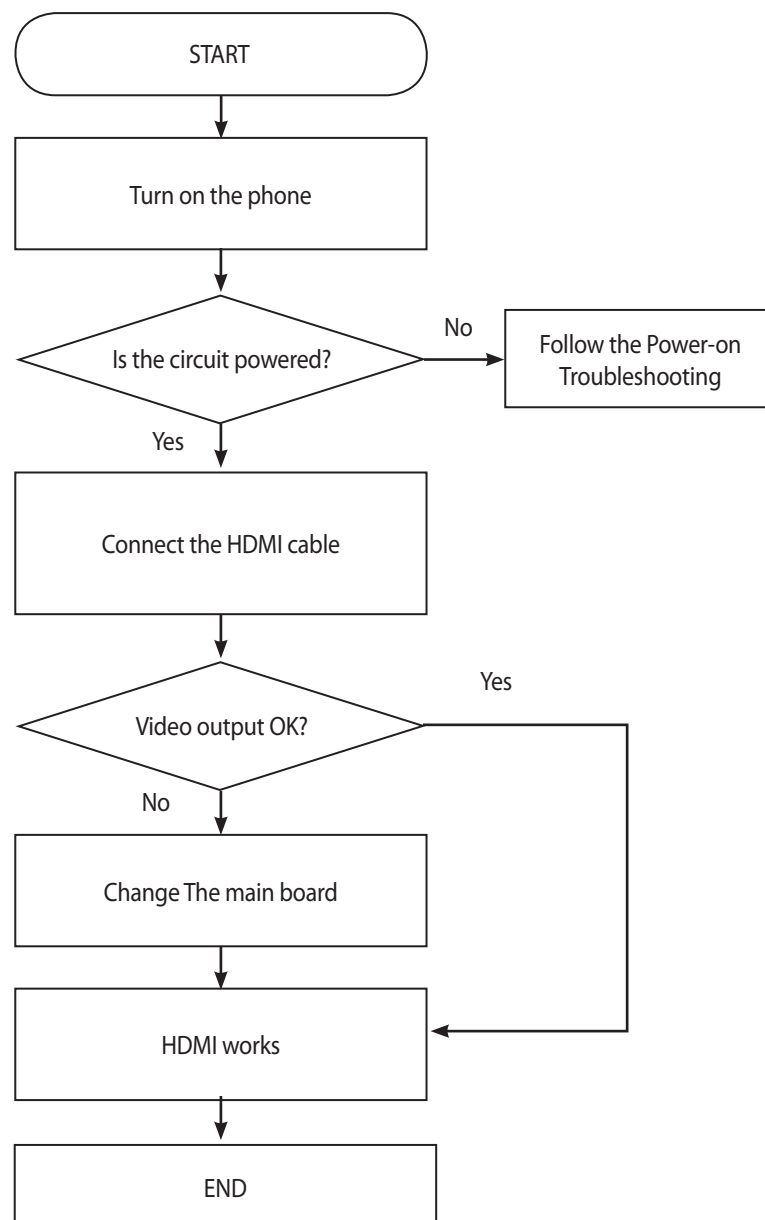 START
Turn on the phone
Is the circuit powered?
No
Follow the Power-on
Troubleshooting
Yes
Connect the HDMI cable
Yes
Video output OK?
No
Change The main board
HDMI works
END